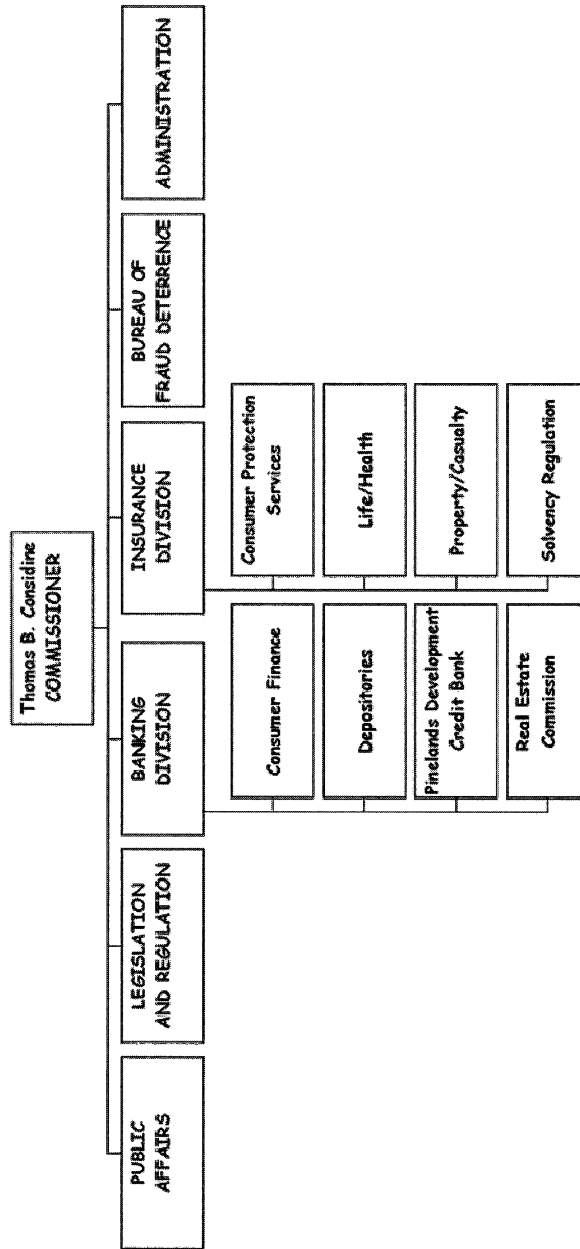 Thomas B. Considine
COMMISSIONER
PUBLIC
AFFAIRS
LEGISLATION
AND REGULATION
BANKING
DIVISION
INSURANCE
DIVISION
BUREAU OF
FRAUD DETERRENCE
ADMINISTRATION
Consumer Finance
Depositories
Pinelands Development
Credit Bank
Real Estate
Commission
Consumer Protection
Services
Life/Health
Property/Casualty
Solvency Regulation